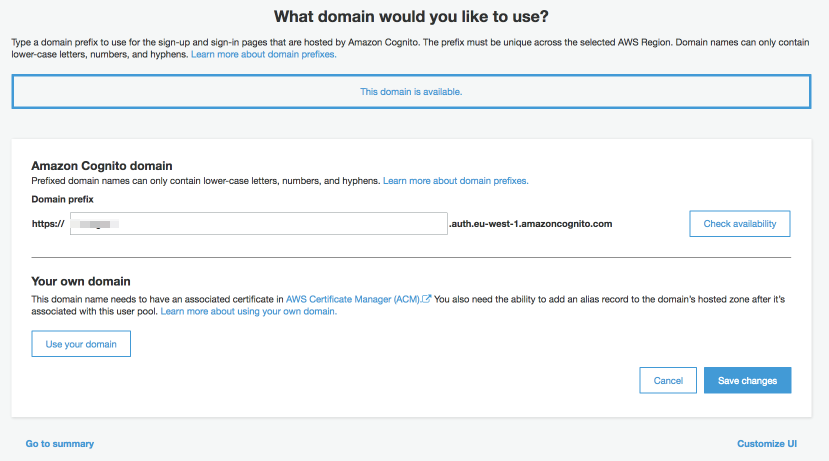 What domain would you like to use?
Type a domain prefix to use for the sign-up and sign-in pages that are hosted by Amazon Cognito. The prefix must be unique across the selected AWS Region. Domain names can only contain
lower-case letters, numbers, and hyphens. Learn more about domain prefixes.
This domain is available.
Amazon Cognito domain
Prefixed domain names can only contain lower-case letters, numbers, and hyphens. Learn more about domain prefixes.
Domain prefix
https:// .auth.eu-west-1.amazoncognito.com Check availability
Your own domain
This domain name needs to have an associated certificate in AWS Certificate Manager (ACM). You also need the ability to add an alias record to the domain's hosted zone after it's
associated with this user pool. Learn more about using your own domain.
Use your domain
Cancel Save changes
Go to summary Customize UI